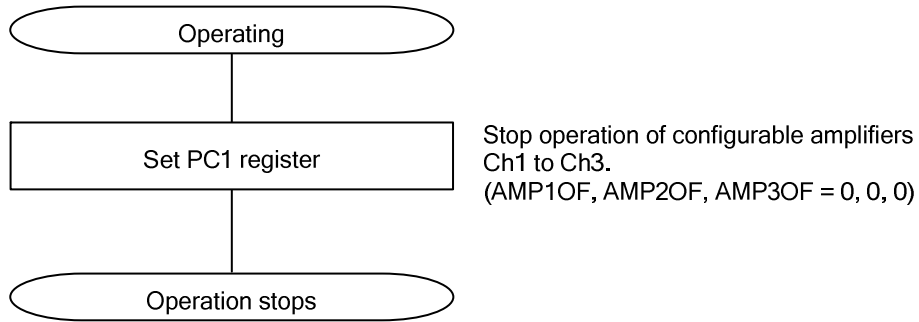 Operating
Set PC1 register
Stop operation of configurable amplifiers
Ch1 to Ch3.
(AMP1OF, AMP2OF, AMP3OF = 0, 0, 0)
Operation stops